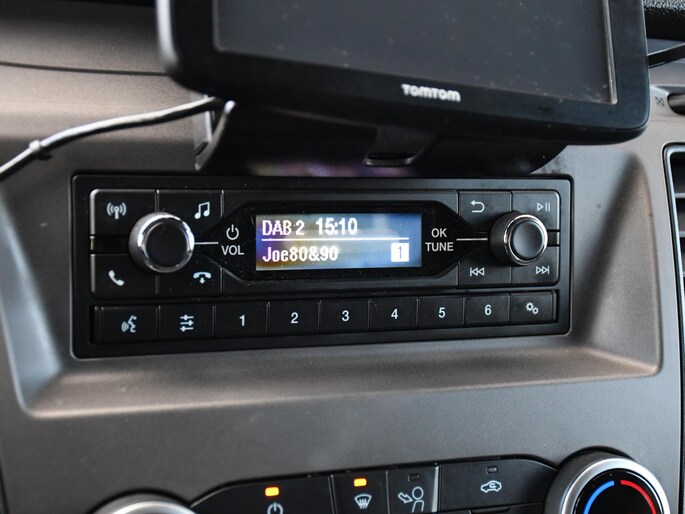 TOMTOM
DAB 2 15:10
Joe80&90 1
VOL
OK
TUNE
1 2 3 4 5 6